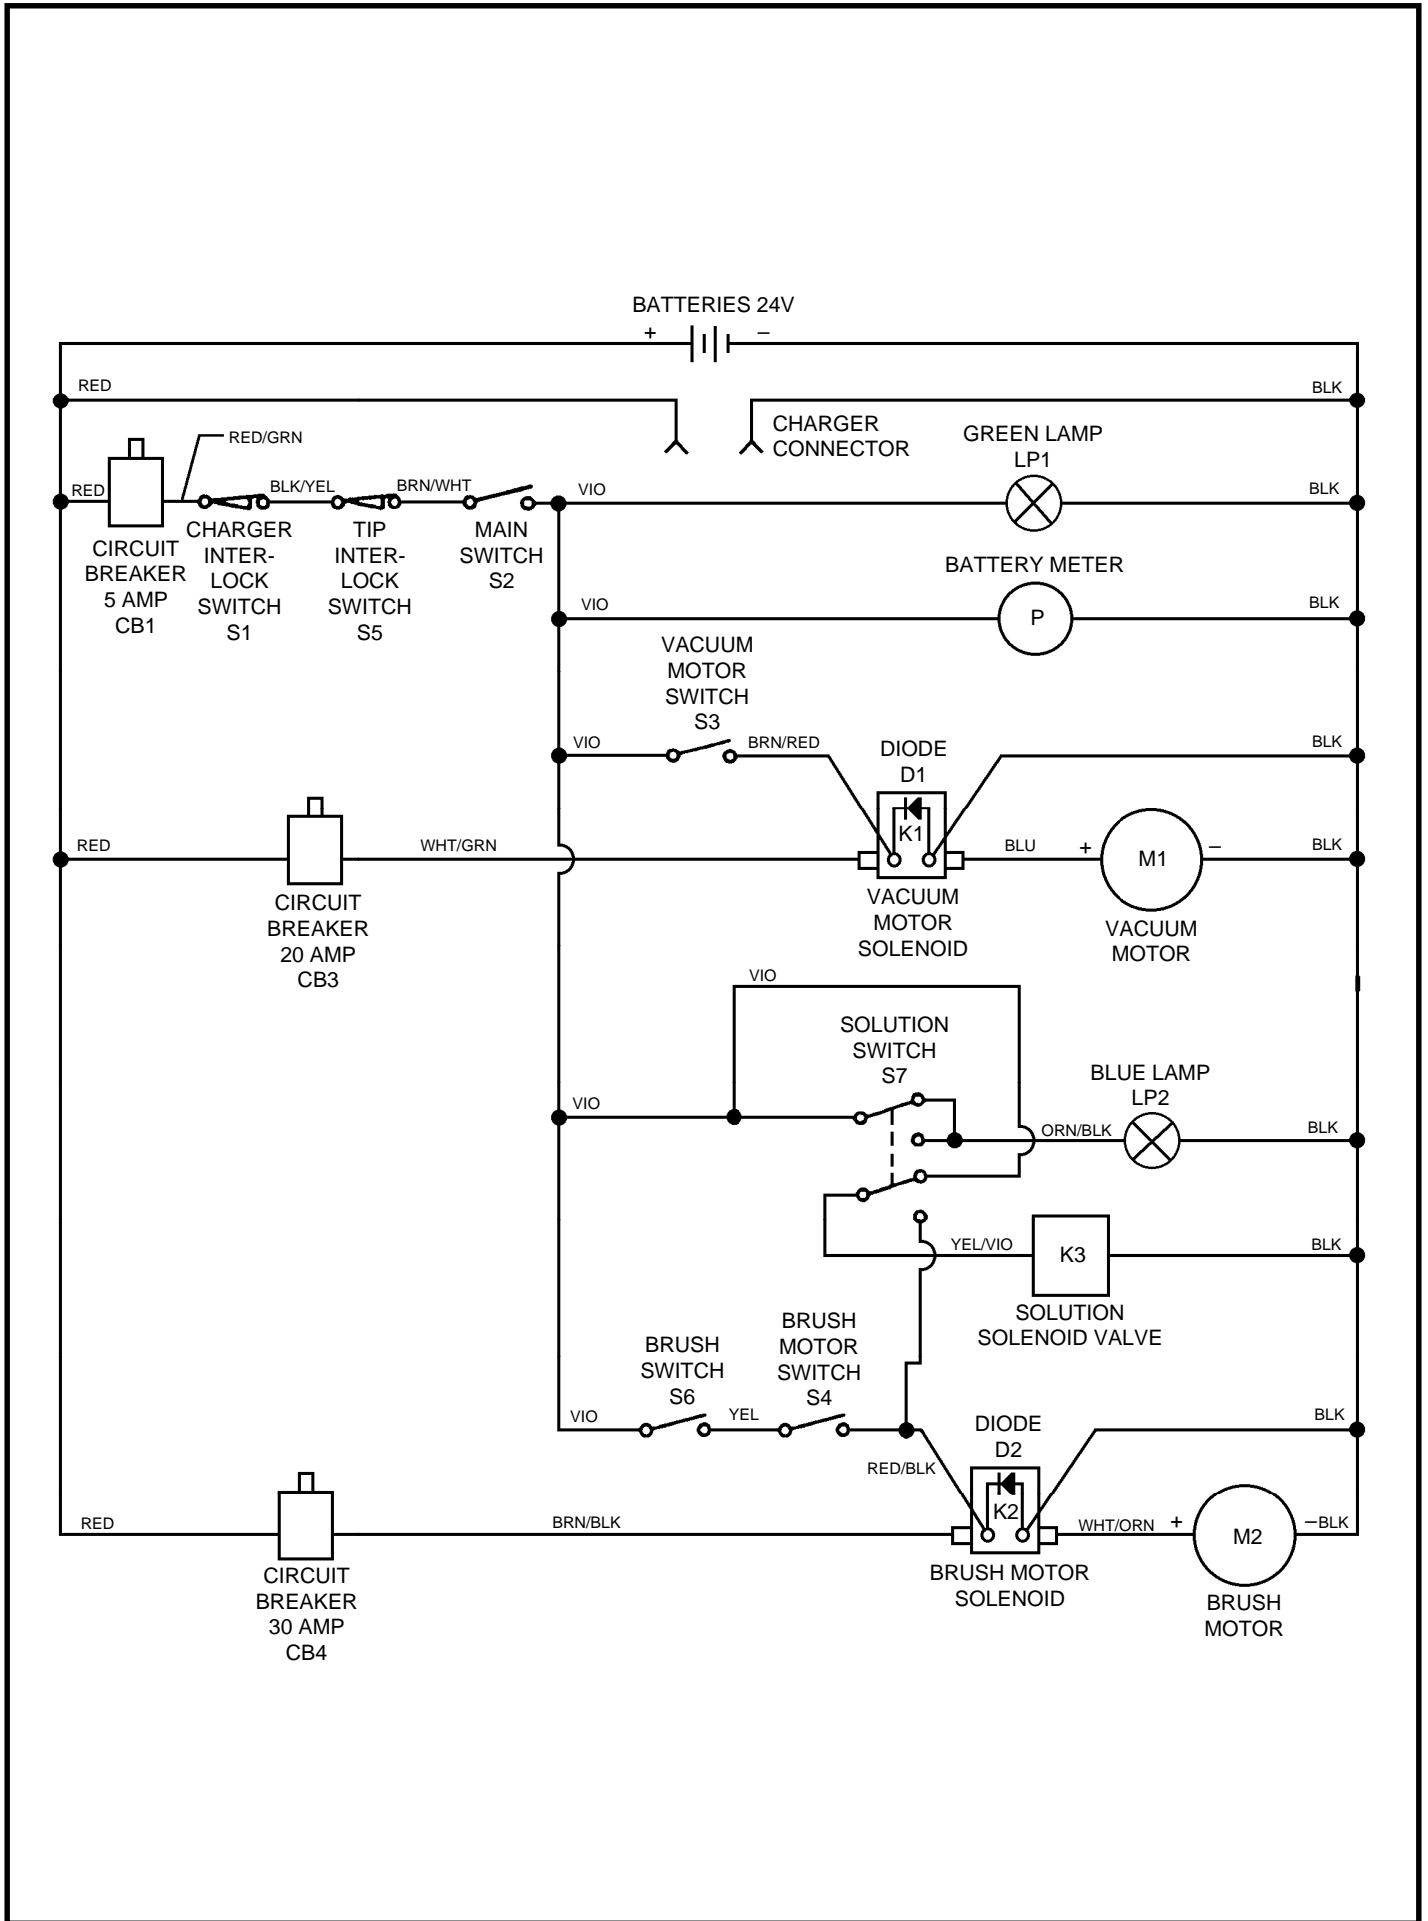 BATTERIES 24V
+ –
RED
BLK
CHARGER
CONNECTOR
RED/GRN
GREEN LAMP
LP1
RED
BLK/YEL
BRN/WHT
VIO
BLK
CIRCUIT
BREAKER
5 AMP
CB1
CHARGER
INTER-
LOCK
SWITCH
S1
TIP
INTER-
LOCK
SWITCH
S5
MAIN
SWITCH
S2
BATTERY METER
VIO
P
BLK
VACUUM
MOTOR
SWITCH
S3
VIO
BRN/RED
DIODE
D1
BLK
K1
RED
WHT/GRN
BLU
+
M1
–
BLK
CIRCUIT
BREAKER
20 AMP
CB3
VACUUM
MOTOR
SOLENOID
VACUUM
MOTOR
VIO
SOLUTION
SWITCH
S7
BLUE LAMP
LP2
VIO
ORN/BLK
BLK
YEL/VIO
K3
BLK
SOLUTION
SOLENOID VALVE
BRUSH
SWITCH
S6
BRUSH
MOTOR
SWITCH
S4
VIO
YEL
RED/BLK
DIODE
D2
BLK
K2
RED
BRN/BLK
WHT/ORN
+
M2
–
BLK
CIRCUIT
BREAKER
30 AMP
CB4
BRUSH MOTOR
SOLENOID
BRUSH
MOTOR